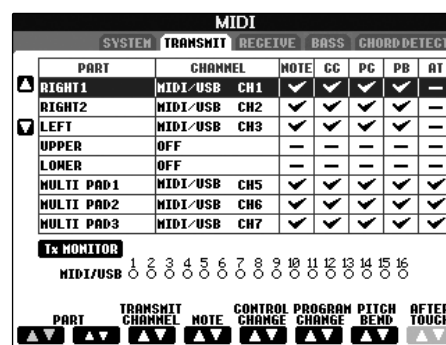 MIDI
SYSTEM TRANSMIT RECEIVE BASS CHORD DETECT
PART CHANNEL NOTE CC PC PB AT
RIGHT1 MIDI/USB CH1
RIGHT2 MIDI/USB CH2
LEFT MIDI/USB CH3
UPPER OFF
LOWER OFF
MULTI PAD1 MIDI/USB CH5
MULTI PAD2 MIDI/USB CH6
MULTI PAD3 MIDI/USB CH7
Tx MONITOR
1 2 3 4 5 6 7 8 9 10 11 12 13 14 15 16
MIDI/USB
PART TRANSMIT CHANNEL NOTE CONTROL CHANGE PROGRAM CHANGE PITCH BEND AFTER TOUCH